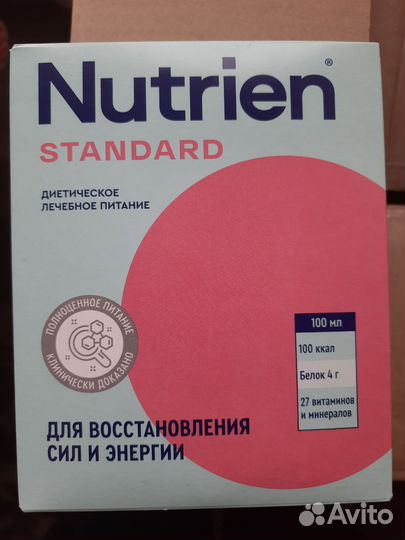 Nutrien®
STANDARD
ДИЕТИЧЕСКОЕ
ЛЕЧЕБНОЕ ПИТАНИЕ
ПОЛНОЦЕННОЕ ПИТАНИЕ
КЛИНИЧЕСКИ ДОКАЗАНО
100 мл
100 ккал
Белок 4 г
27 витаминов
и минералов
ДЛЯ ВОССТАНОВЛЕНИЯ
СИЛ И ЭНЕРГИИ
Avito